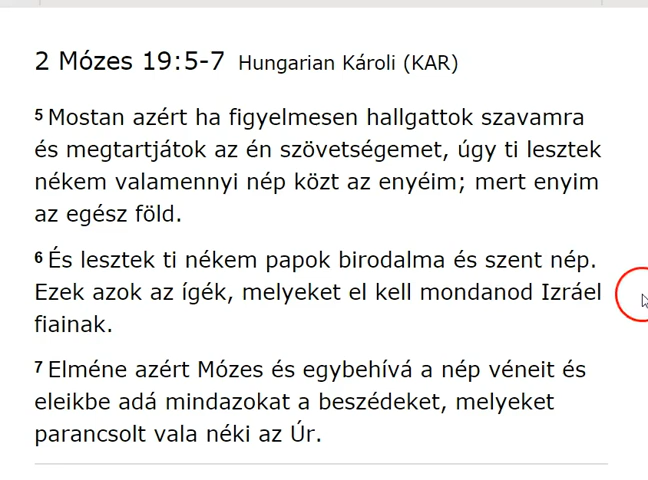 2 Mózes 19:5-7 Hungarian Károli (KAR)
5 Mostan azért ha figyelmesen hallgattok szavamra
és megtartjátok az én szövetségemet, úgy ti lesztek
nékem valamennyi nép közt az enyéim; mert enyim
az egész föld.
6 És lesztek ti nékem papok birodalma és szent nép.
Ezek azok az ígék, melyeket el kell mondanod Izráel
fiainak.
7 Elméne azért Mózes és egybehívá a nép véneit és
eleikbe adá mindazokat a beszédeket, melyeket
parancsolt vala néki az Úr.